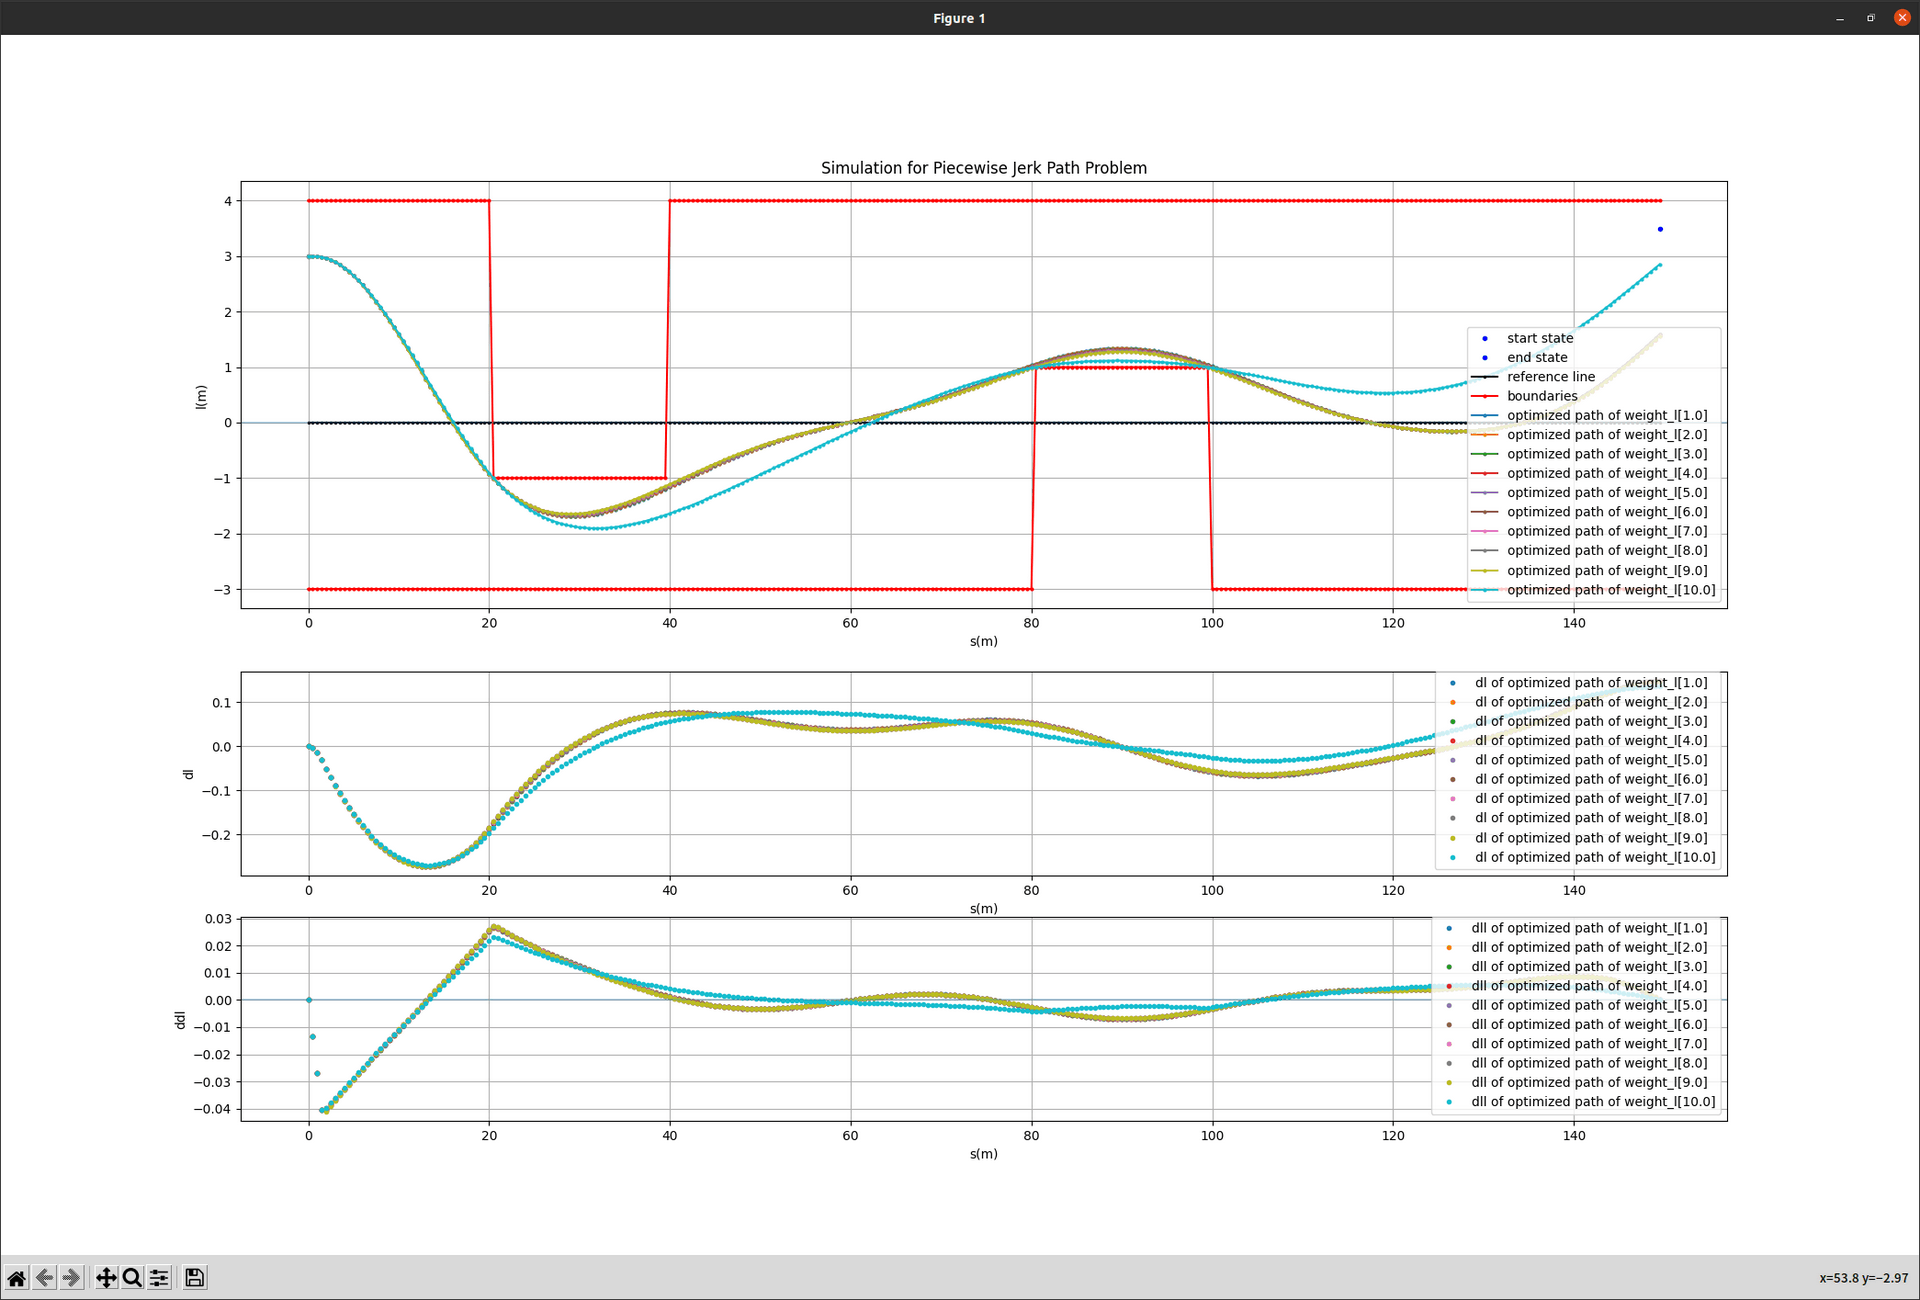 Figure 1
Simulation for Piecewise Jerk Path Problem
4
3
2
1
0
−1
−2
−3
l(m)
start state
end state
reference line
boundaries
optimized path of weight_l[1.0]
optimized path of weight_l[2.0]
optimized path of weight_l[3.0]
optimized path of weight_l[4.0]
optimized path of weight_l[5.0]
optimized path of weight_l[6.0]
optimized path of weight_l[7.0]
optimized path of weight_l[8.0]
optimized path of weight_l[9.0]
optimized path of weight_l[10.0]
0 20 40 60 80 100 120 140
s(m)
0.1
0.0
−0.1
−0.2
dl
dl of optimized path of weight_l[1.0]
dl of optimized path of weight_l[2.0]
dl of optimized path of weight_l[3.0]
dl of optimized path of weight_l[4.0]
dl of optimized path of weight_l[5.0]
dl of optimized path of weight_l[6.0]
dl of optimized path of weight_l[7.0]
dl of optimized path of weight_l[8.0]
dl of optimized path of weight_l[9.0]
dl of optimized path of weight_l[10.0]
0 20 40 60 80 100 120 140
s(m)
0.03
0.02
0.01
0.00
−0.01
−0.02
−0.03
−0.04
ddl
dll of optimized path of weight_l[1.0]
dll of optimized path of weight_l[2.0]
dll of optimized path of weight_l[3.0]
dll of optimized path of weight_l[4.0]
dll of optimized path of weight_l[5.0]
dll of optimized path of weight_l[6.0]
dll of optimized path of weight_l[7.0]
dll of optimized path of weight_l[8.0]
dll of optimized path of weight_l[9.0]
dll of optimized path of weight_l[10.0]
0 20 40 60 80 100 120 140
s(m)
x=53.8 y=−2.97